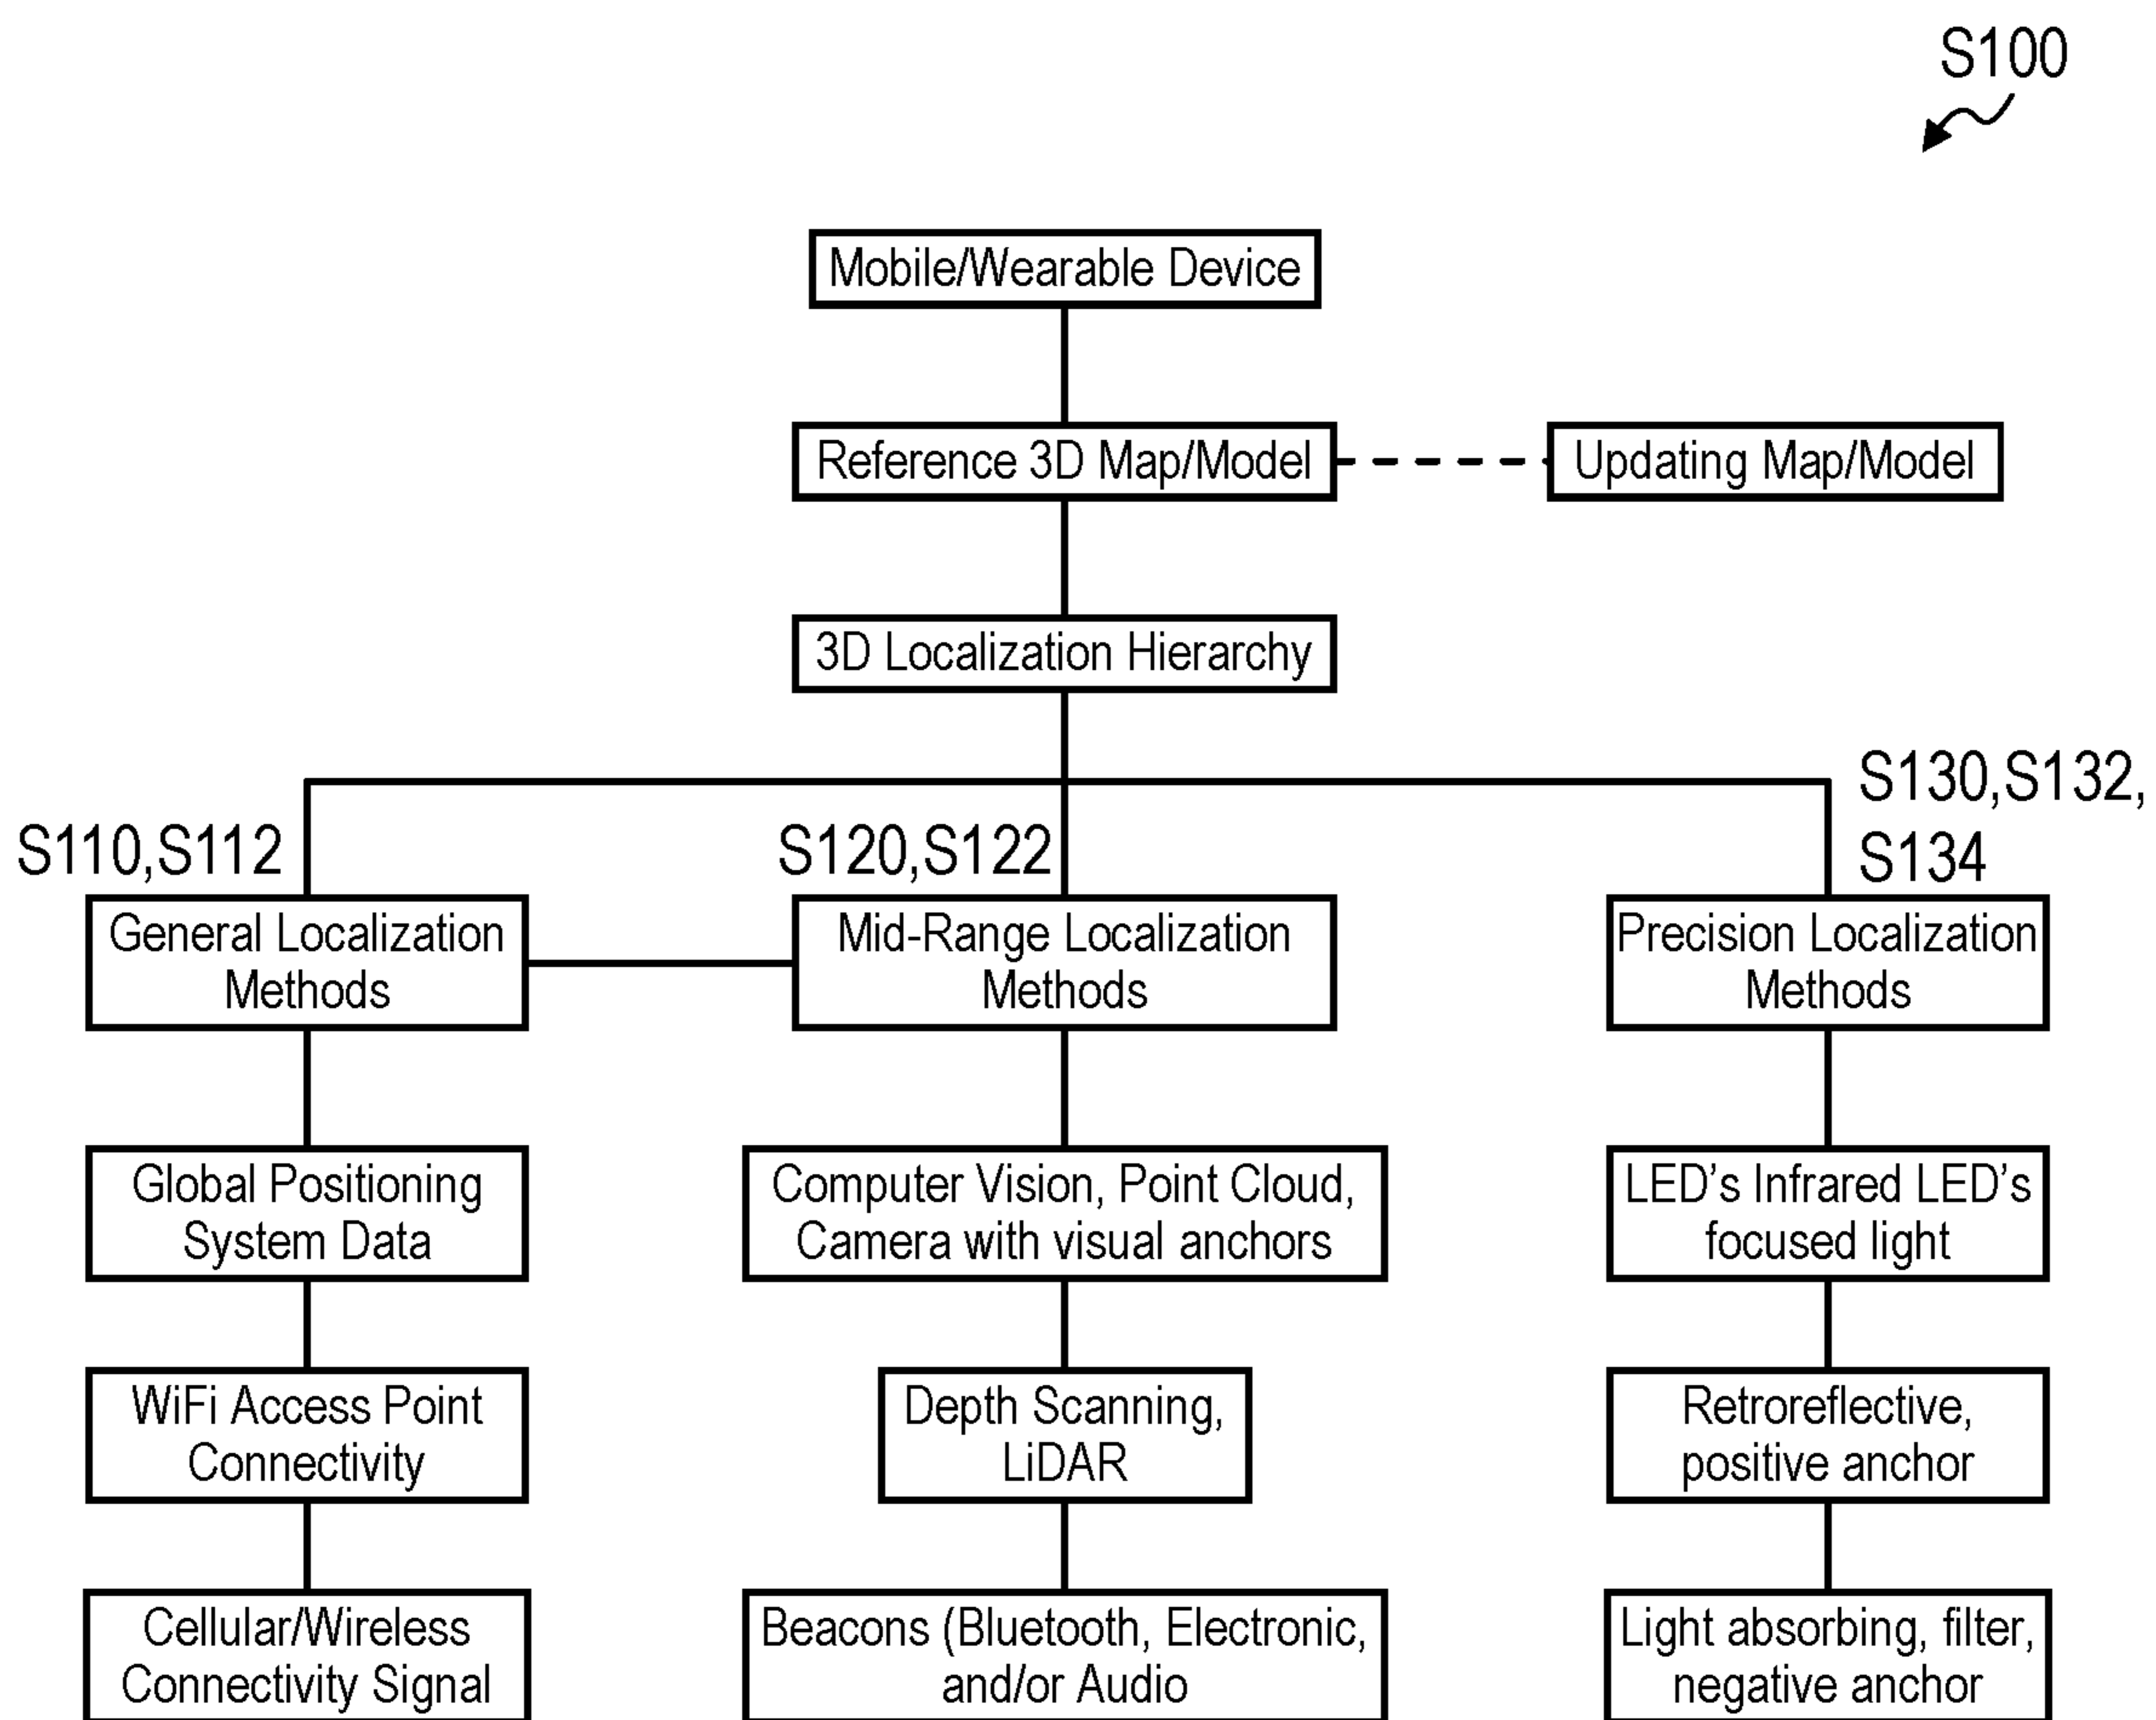 S100
Mobile/Wearable Device
Reference 3D Map/Model
Updating Map/Model
3D Localization Hierarchy
S110,S112
S120,S122
S130,S132,
S134
General Localization
Methods
Mid-Range Localization
Methods
Precision Localization
Methods
Global Positioning
System Data
Computer Vision, Point Cloud,
Camera with visual anchors
LED’s Infrared LED’s
focused light
WiFi Access Point
Connectivity
Depth Scanning,
LiDAR
Retroreflective,
positive anchor
Cellular/Wireless
Connectivity Signal
Beacons (Bluetooth, Electronic,
and/or Audio
Light absorbing, filter,
negative anchor